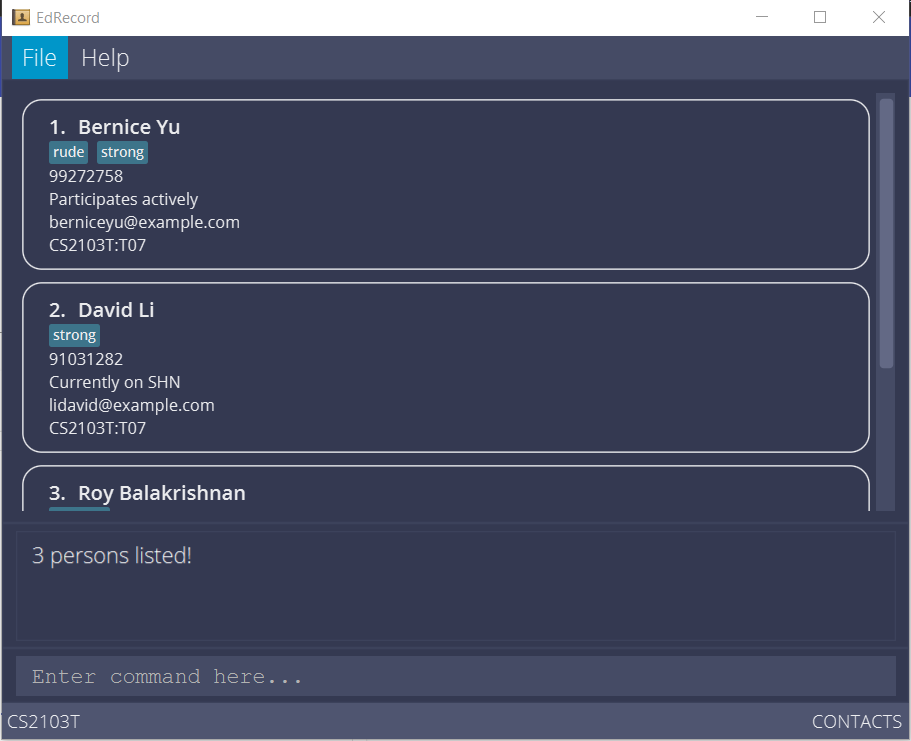 EdRecord
File Help
1. Bernice Yu
rude strong
99272758
Participates actively
berniceyu@example.com
CS2103T:T07
2. David Li
strong
91031282
Currently on SHN
lidavid@example.com
CS2103T:T07
3. Roy Balakrishnan
3 persons listed!
Enter command here...
CS2103T CONTACTS